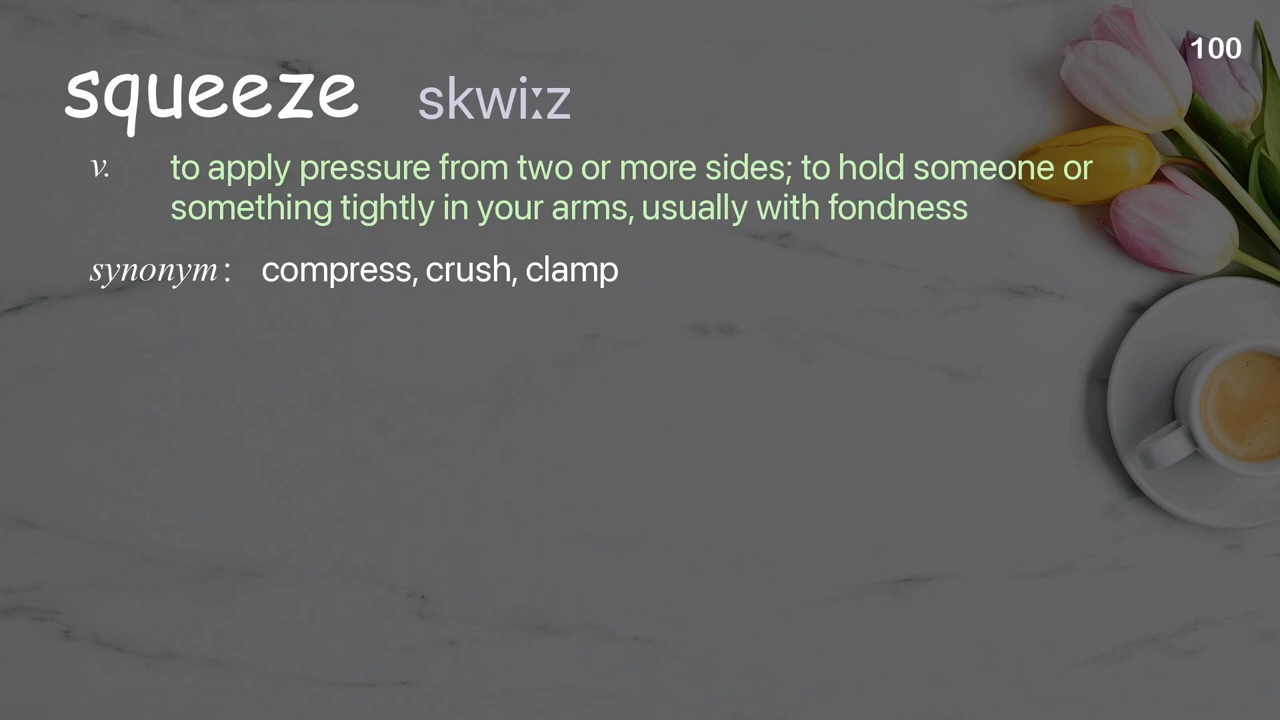 100
squeeze skwiːz
v. to apply pressure from two or more sides; to hold someone or
something tightly in your arms, usually with fondness
synonym : compress, crush, clamp